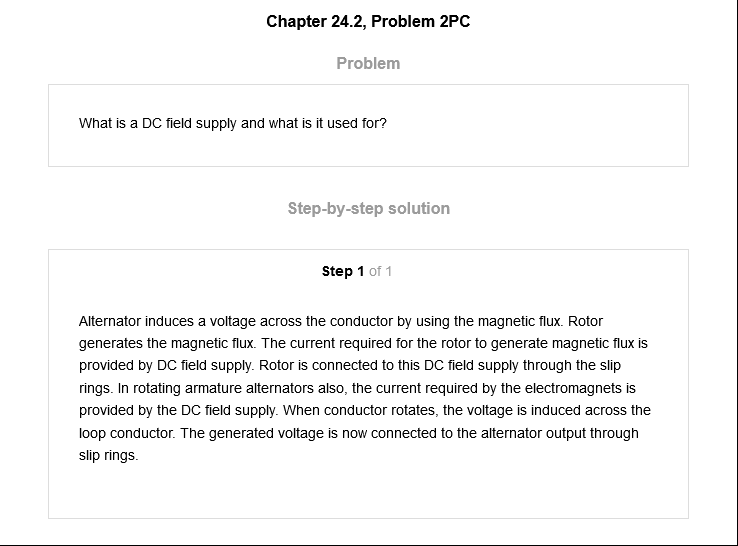 Chapter 24.2, Problem 2PC
Problem
What is a DC field supply and what is it used for?
Step-by-step solution
Step 1 of 1
Alternator induces a voltage across the conductor by using the magnetic flux. Rotor
generates the magnetic flux. The current required for the rotor to generate magnetic flux is
provided by DC field supply. Rotor is connected to this DC field supply through the slip
rings. In rotating armature alternators also, the current required by the electromagnets is
provided by the DC field supply. When conductor rotates, the voltage is induced across the
loop conductor. The generated voltage is now connected to the alternator output through
slip rings.